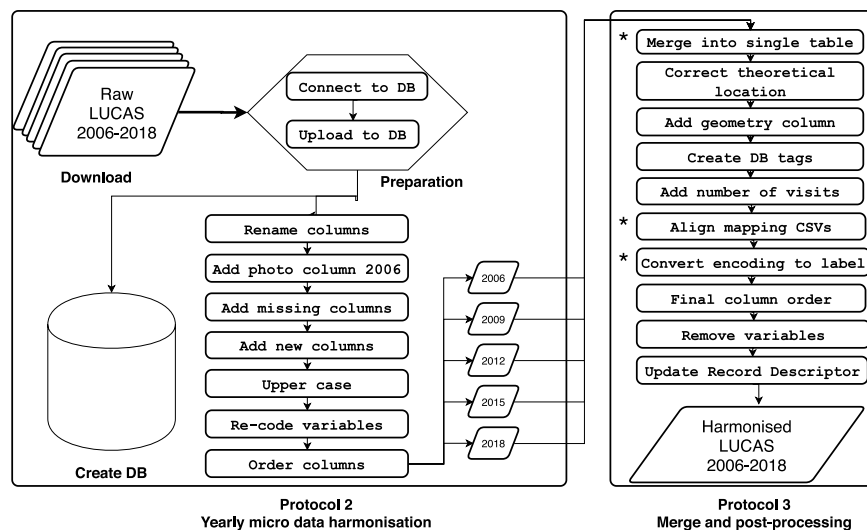 Raw
LUCAS
2006-2018
Download
Connect to DB
Upload to DB
Preparation
Create DB
Rename columns
Add photo column 2006
Add missing columns
Add new columns
Upper case
Re-code variables
Order columns
2006
2009
2012
2015
2018
Protocol 2
Yearly micro data harmonisation
* Merge into single table
Correct theoretical
location
Add geometry column
Create DB tags
Add number of visits
* Align mapping CSVs
* Convert encoding to label
Final column order
Remove variables
Update Record Descriptor
Harmonised
LUCAS
2006-2018
Protocol 3
Merge and post-processing